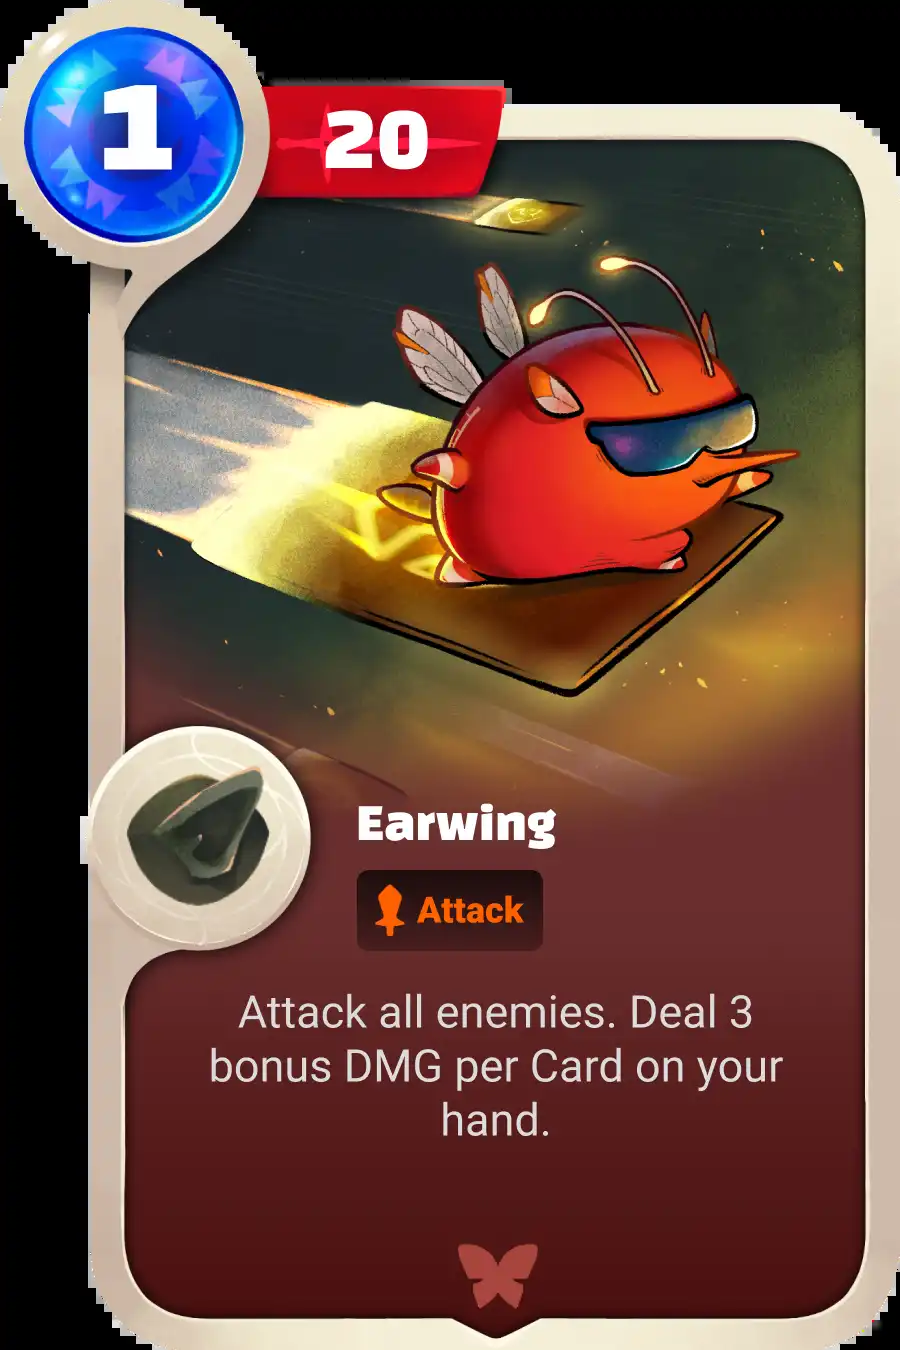 1
20
Earwing
Attack
Attack all enemies. Deal 3
bonus DMG per Card on your
hand.